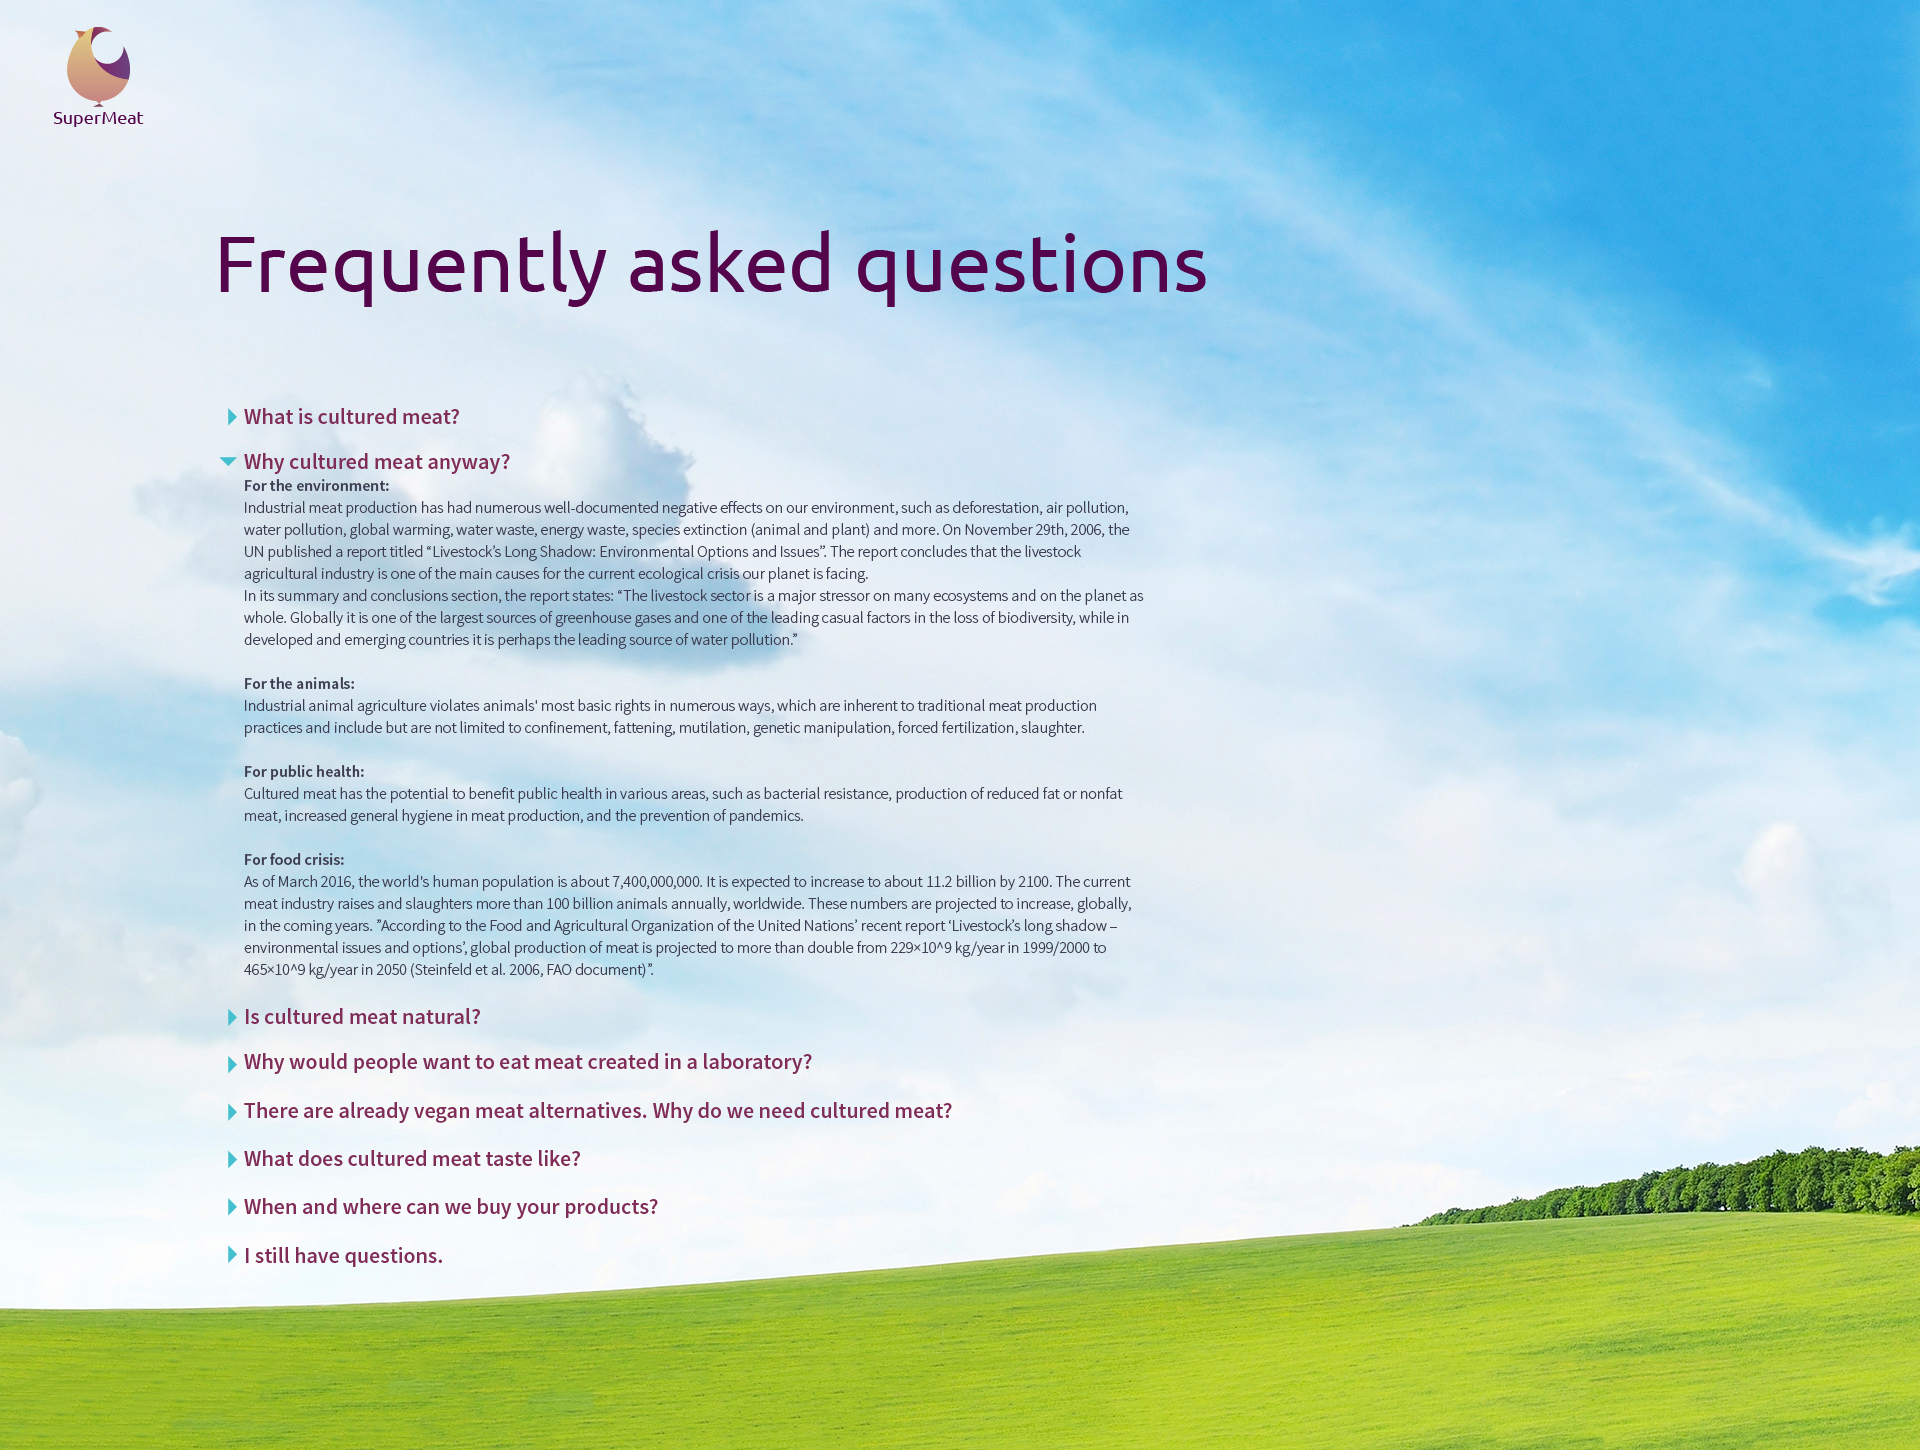 SuperMeat
Frequently asked questions
What is cultured meat?
Why cultured meat anyway?
For the environment:
Industrial meat production has had numerous well-documented negative effects on our environment, such as deforestation, air pollution,
water pollution, global warming, water waste, energy waste, species extinction (animal and plant) and more. On November 29th, 2006, the
UN published a report titled “Livestock’s Long Shadow: Environmental Options and Issues”. The report concludes that the livestock
agricultural industry is one of the main causes for the current ecological crisis our planet is facing.
In its summary and conclusions section, the report states: “The livestock sector is a major stressor on many ecosystems and on the planet as
whole. Globally it is one of the largest sources of greenhouse gases and one of the leading casual factors in the loss of biodiversity, while in
developed and emerging countries it is perhaps the leading source of water pollution.”
For the animals:
Industrial animal agriculture violates animals' most basic rights in numerous ways, which are inherent to traditional meat production
practices and include but are not limited to confinement, fattening, mutilation, genetic manipulation, forced fertilization, slaughter.
For public health:
Cultured meat has the potential to benefit public health in various areas, such as bacterial resistance, production of reduced fat or nonfat
meat, increased general hygiene in meat production, and the prevention of pandemics.
For food crisis:
As of March 2016, the world's human population is about 7,400,000,000. It is expected to increase to about 11.2 billion by 2100. The current
meat industry raises and slaughters more than 100 billion animals annually, worldwide. These numbers are projected to increase, globally,
in the coming years. ”According to the Food and Agricultural Organization of the United Nations’ recent report ‘Livestock’s long shadow –
environmental issues and options’, global production of meat is projected to more than double from 229×10^9 kg/year in 1999/2000 to
465×10^9 kg/year in 2050 (Steinfeld et al. 2006, FAO document)”.
Is cultured meat natural?
Why would people want to eat meat created in a laboratory?
There are already vegan meat alternatives. Why do we need cultured meat?
What does cultured meat taste like?
When and where can we buy your products?
I still have questions.